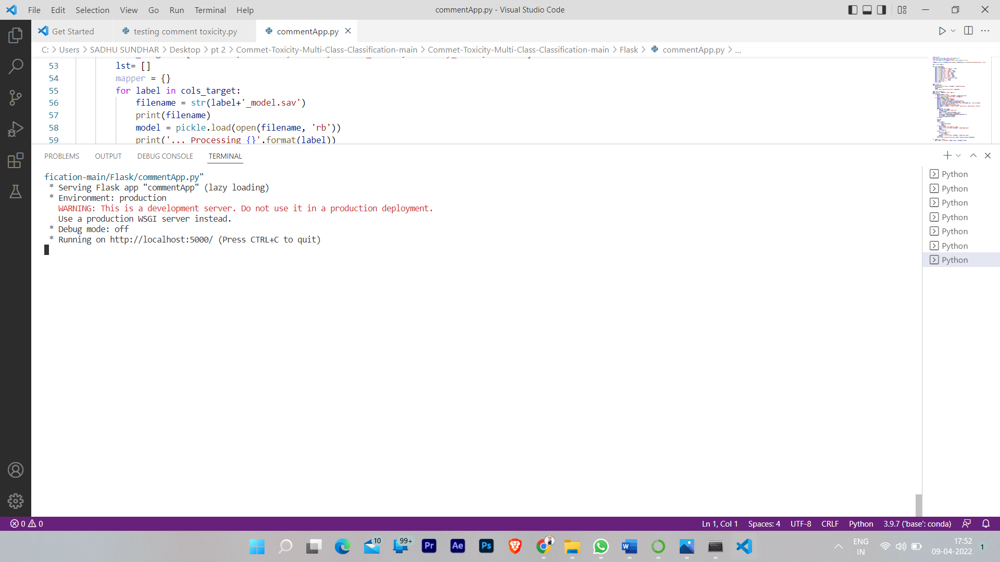 File Edit Selection View Go Run Terminal Help
commentApp.py - Visual Studio Code
Get Started
testing comment toxicity.py
commentApp.py
C: > Users > SADHU SUNDHAR > Desktop > pt 2 > Commet-Toxicity-Multi-Class-Classification-main > Commet-Toxicity-Multi-Class-Classification-main > Flask > commentApp.py > ...
53 lst= []
54 mapper = {}
55 for label in cols_target:
56 filename = str(label+'_model.sav')
57 print(filename)
58 model = pickle.load(open(filename, 'rb'))
59 print('... Processing {}'.format(label))
PROBLEMS OUTPUT DEBUG CONSOLE TERMINAL
fication-main/Flask/commentApp.py"
* Serving Flask app "commentApp" (lazy loading)
* Environment: production
WARNING: This is a development server. Do not use it in a production deployment.
Use a production WSGI server instead.
* Debug mode: off
* Running on http://localhost:5000/ (Press CTRL+C to quit)
Python
Python
Python
Python
Python
Python
Python
0 0
Ln 1, Col 1 Spaces: 4 UTF-8 CRLF Python 3.9.7 ('base': conda)
10
99+
Pr
Ae
Ps
W
ENG
IN
17:52
09-04-2022
1